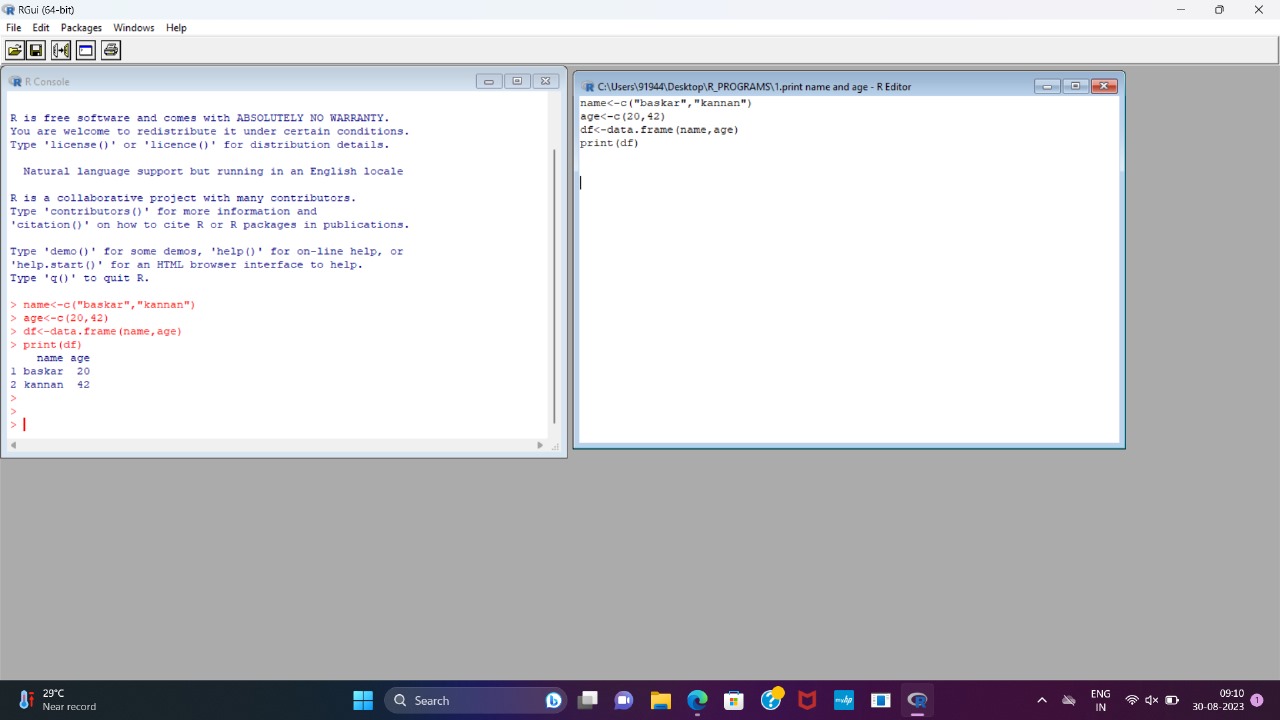 RGui (64-bit)
File Edit Packages Windows Help
R Console
R is free software and comes with ABSOLUTELY NO WARRANTY.
You are welcome to redistribute it under certain conditions.
Type 'license()' or 'licence()' for distribution details.
Natural language support but running in an English locale
R is a collaborative project with many contributors.
Type 'contributors()' for more information and
'citation()' on how to cite R or R packages in publications.
Type 'demo()' for some demos, 'help()' for on-line help, or
'help.start()' for an HTML browser interface to help.
Type 'q()' to quit R.
> name<-c("baskar","kannan")
> age<-c(20,42)
> df<-data.frame(name,age)
> print(df)
name age
1 baskar 20
2 kannan 42
>
>
>
C:\Users\91944\Desktop\R_PROGRAMS\1.print name and age - R Editor
name<-c("baskar","kannan")
age<-c(20,42)
df<-data.frame(name,age)
print(df)
29°C
Near record
Search
myhp
ENG
IN
09:10
30-08-2023
1